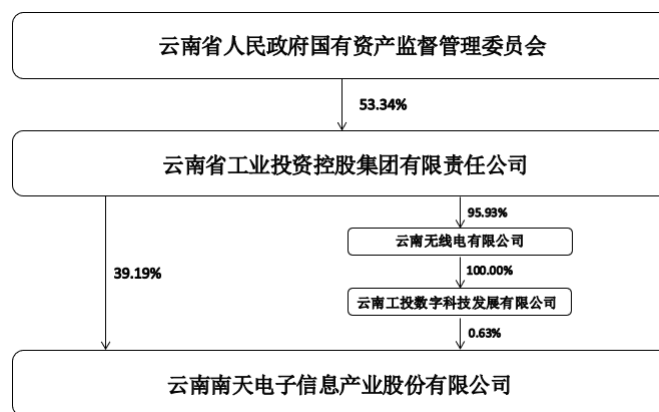 云南省人民政府国有资产监督管理委员会
53.34%
云南省工业投资控股集团有限责任公司
95.93%
云南无线电有限公司
39.19%
100.00%
云南工投数字科技发展有限公司
0.63%
云南南天电子信息产业股份有限公司